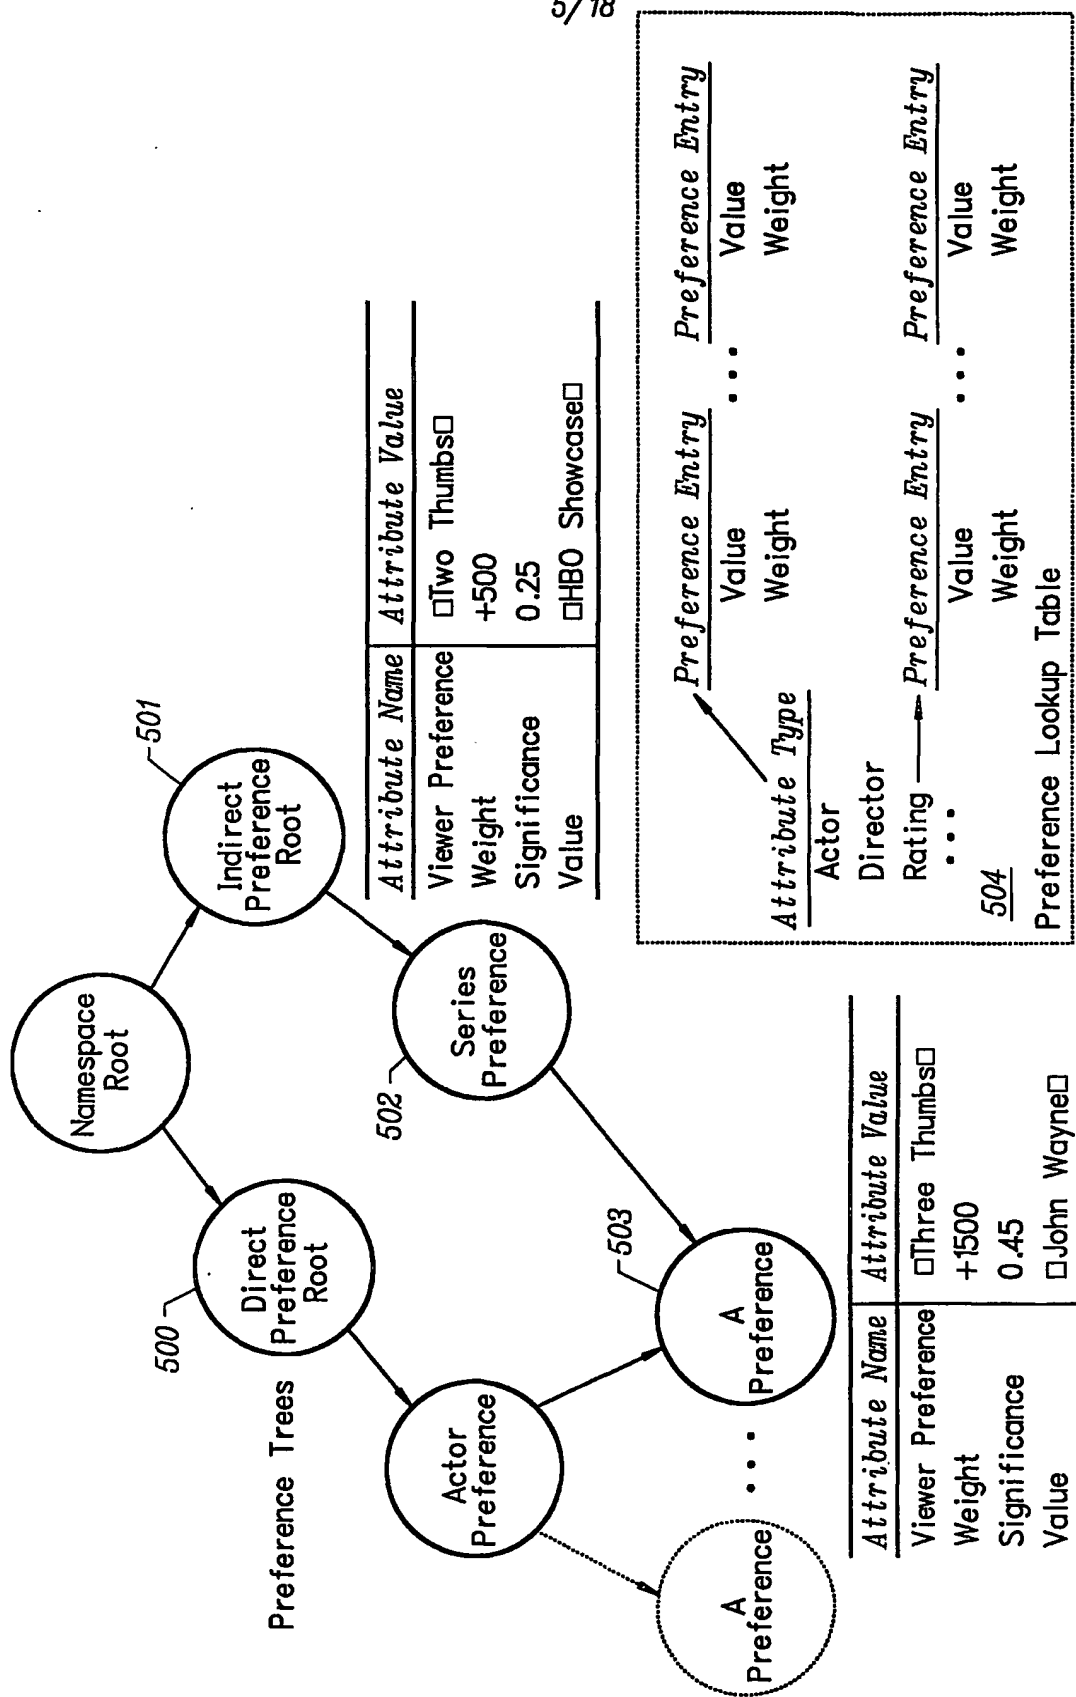 5/18
Namespace
Root
Preference Trees
500
Direct
Preference
Root
Indirect
Preference
Root
501
Actor
Preference
502
Series
Preference
A
Preference
...
A
Preference
503
Attribute Name Attribute Value
Viewer Preference □Two Thumbs□
Weight +500
Significance 0.25
Value □HBO Showcase□
Attribute Name Attribute Value
Viewer Preference □Three Thumbs□
Weight +1500
Significance 0.45
Value □John Wayne□
Preference Entry ... Preference Entry
Value Value
Weight Weight
Attribute Type
Actor
Director
Rating Preference Entry ... Preference Entry
... Value Value
Weight Weight
504
Preference Lookup Table